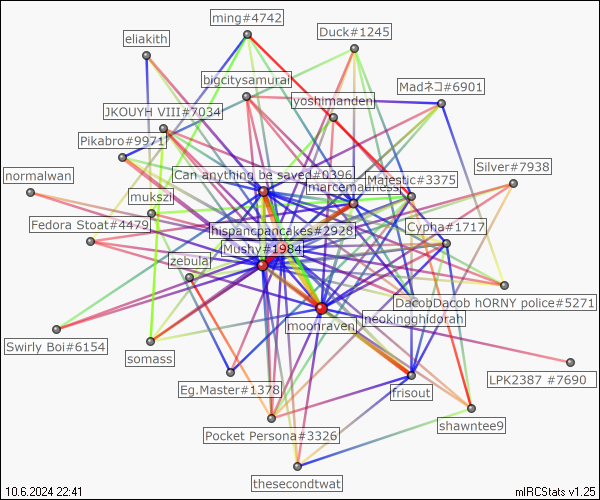 ming#4742
Duck#1245
eliakith
bigcitysamurai
Madネコ#6901
yoshimanden
JKOUYH VIII#7034
Pikabro#9971
Can anything be saved#0396
Silver#7938
normalwan
Majestic#3375
marcemadness
mukszi
Fedora Stoat#4479
Cypha#1717
hispanicpancakes#2928
Mushy#1984
zebula
DacobDacob hORNY police#5271
neokingghidorah
moonraven
Swirly Boi#6154
somass
LPK2387 #7690
Eg.Master#1378
frisout
shawntee9
Pocket Persona#3326
thesecondtwat
10.6.2024 22:41
mIRCStats v1.25